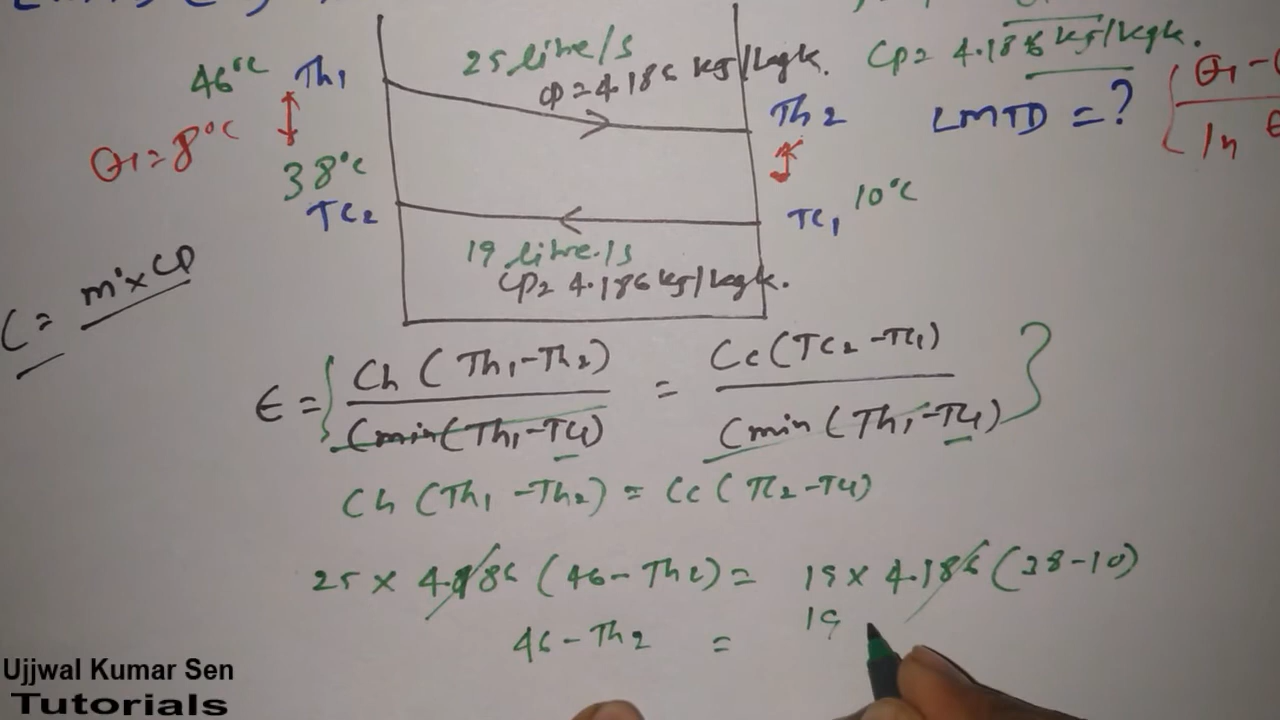 25 litre/s
Cp = 4.186 kJ/kgk.
Cp = 4.186 kJ/kgk.
46°C Th1
θ1 = 8°C
Th2
LMTD = ?
θ1 -
ln θ
38°C
TC2
TC1 10°C
19 litre/s
Cp = 4.186 kJ/kgk.
C = m° x CP
ϵ = { Ch (Th1 - Th2) / Cmin (Th1 - TC1) = Cc (TC2 - TC1) / Cmin (Th1 - TC1) }
Ch (Th1 - Th2) = Cc (TC2 - TC1)
25 x 4.186 (46 - Th2) = 19 x 4.186 (38 - 10)
46 - Th2 = 19
Ujjwal Kumar Sen
Tutorials